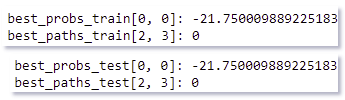 best_probs_train[0, 0]: -21.750009889225183
best_paths_train[2, 3]: 0
best_probs_test[0, 0]: -21.750009889225183
best_paths_test[2, 3]: 0